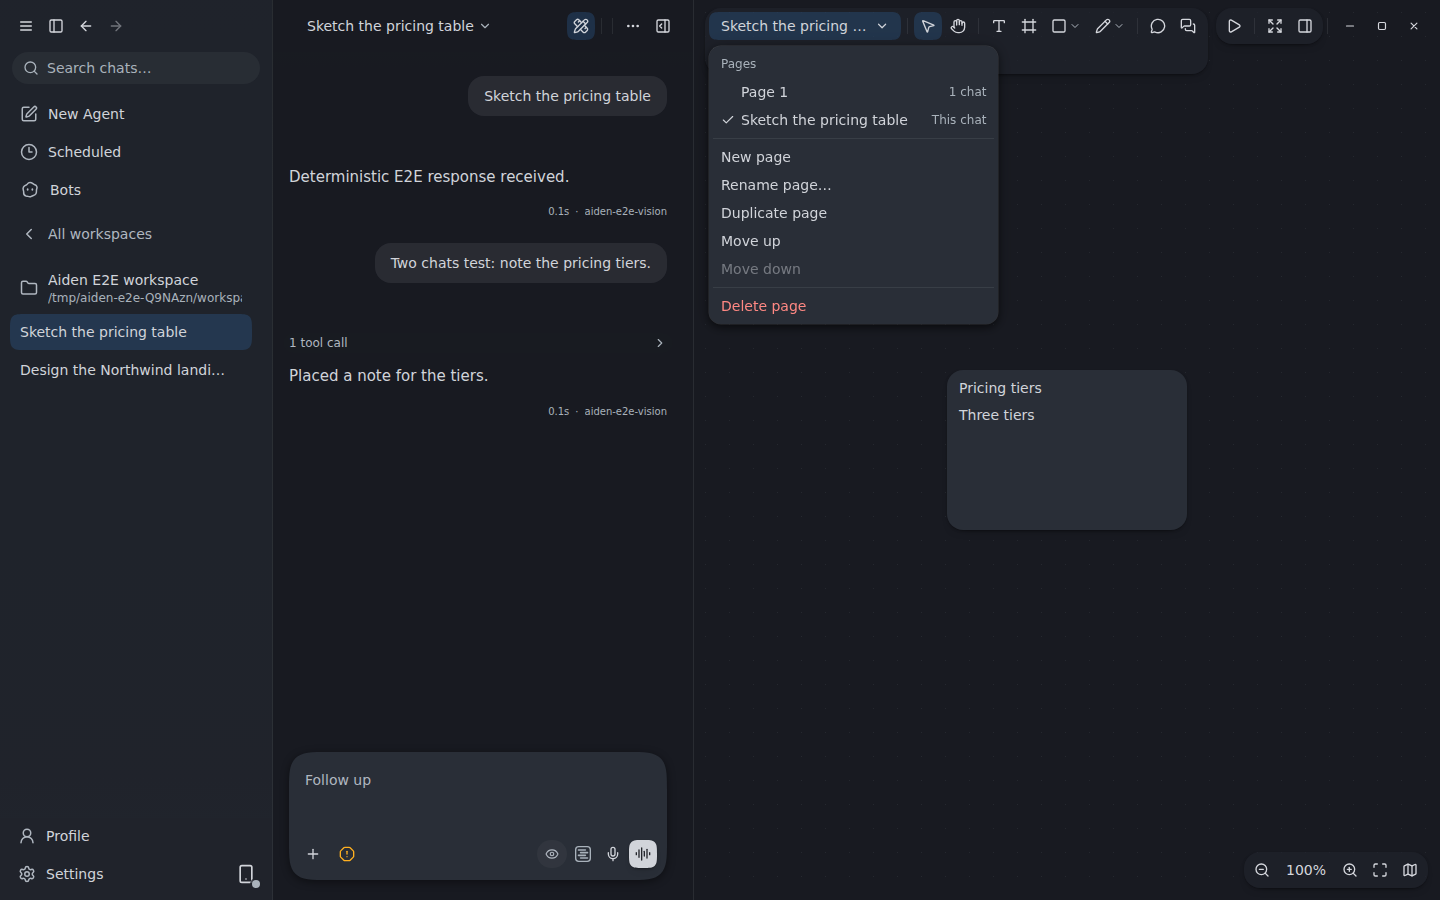 Search chats...
New Agent
Scheduled
Bots
All workspaces
Aiden E2E workspace
/tmp/aiden-e2e-Q9NAzn/workspa
Sketch the pricing table
Design the Northwind landi...
Profile
Settings
Sketch the pricing table
Sketch the pricing table
Deterministic E2E response received.
0.1s · aiden-e2e-vision
Two chats test: note the pricing tiers.
1 tool call
Placed a note for the tiers.
0.1s · aiden-e2e-vision
Follow up
Sketch the pricing ...
Pages
Page 1 1 chat
Sketch the pricing table This chat
New page
Rename page...
Duplicate page
Move up
Move down
Delete page
Pricing tiers
Three tiers
100%